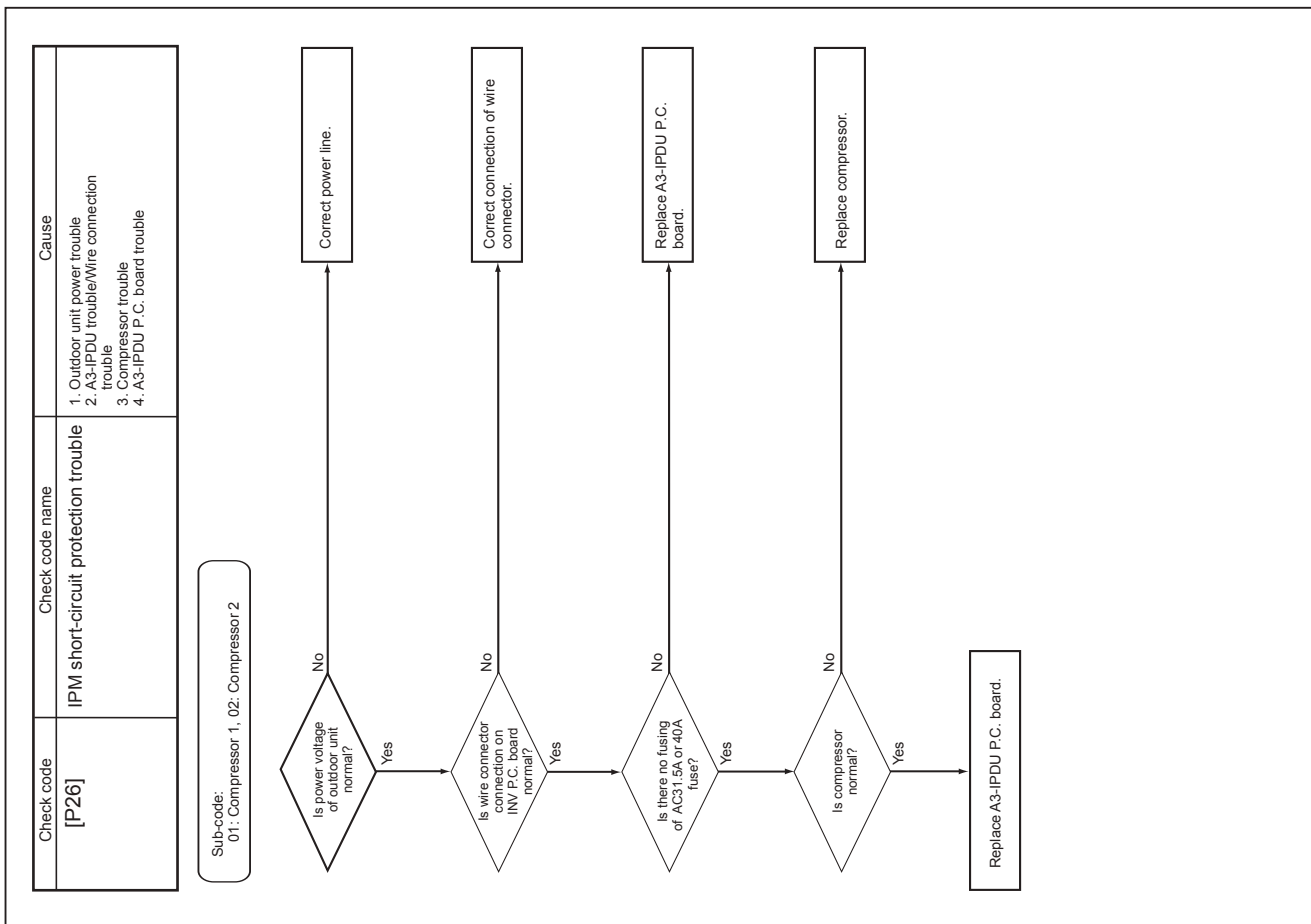 Check code
Check code name
Cause
[P26]
IPM short-circuit protection trouble
1. Outdoor unit power trouble
2. A3-IPDU trouble/Wire connection
trouble
3. Compressor trouble
4. A3-IPDU P.C. board trouble
Sub-code:
01: Compressor 1, 02: Compressor 2
Is power voltage
of outdoor unit
normal?
No
Correct power line.
Yes
Is wire connector
connection on
INV P.C. board
normal?
No
Correct connection of wire
connector.
Yes
Is there no fusing
of AC31.5A or 40A
fuse?
No
Replace A3-IPDU P.C.
board.
Yes
Is compressor
normal?
No
Replace compressor.
Yes
Replace A3-IPDU P.C. board.